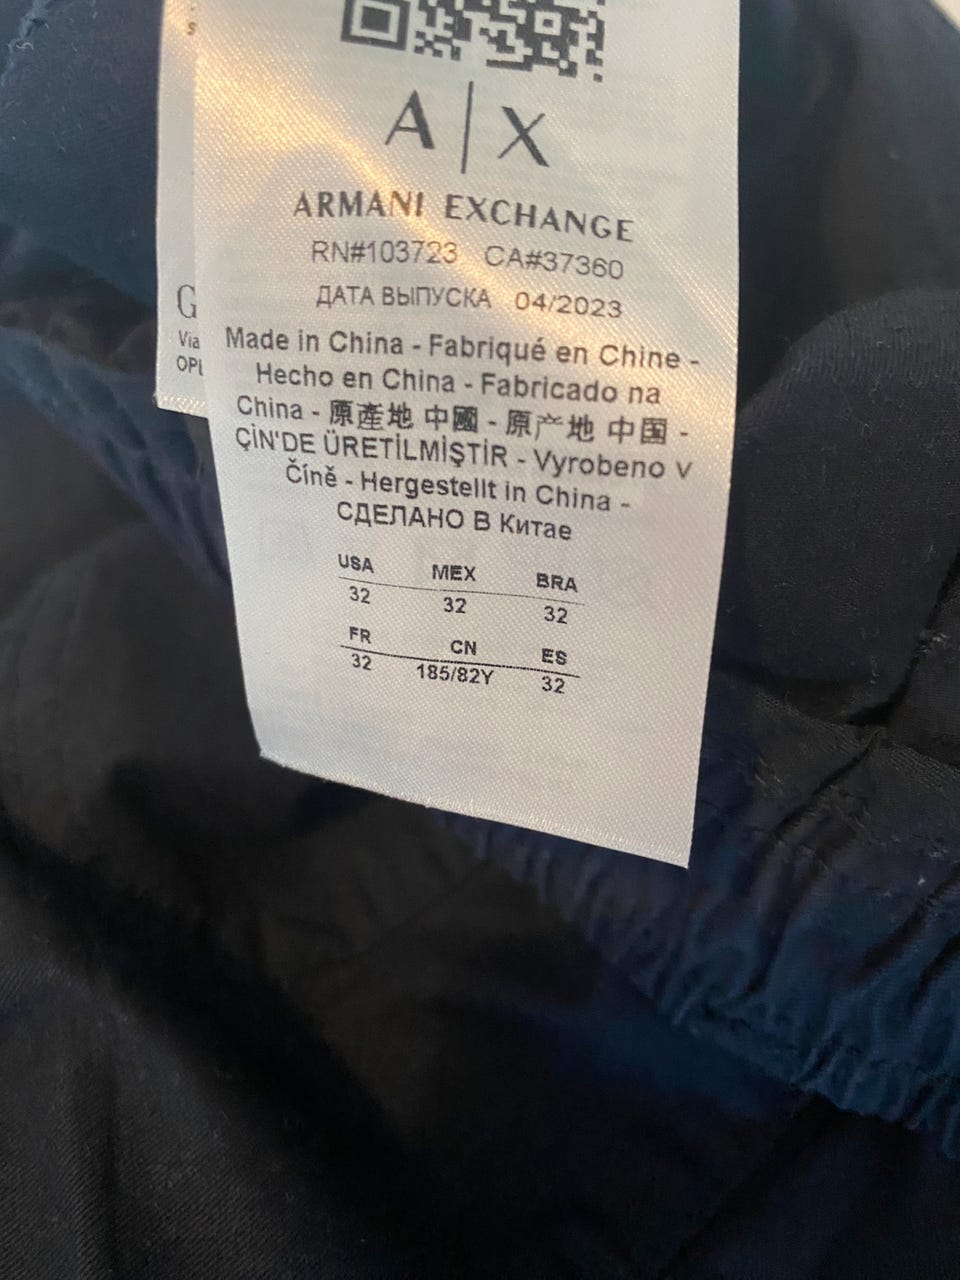 A|X
ARMANI EXCHANGE
RN#103723 CA#37360
ДАТА ВЫПУСКА 04/2023
Made in China - Fabriqué en Chine -
Hecho en China - Fabricado na
China - 原產地 中國 - 原产地 中国 -
ÇİN'DE ÜRETİLMİŞTİR - Vyrobeno v
Číně - Hergestellt in China -
СДЕЛАНО В Китае
USA MEX BRA
32 32 32
FR CN ES
32 185/82Y 32
G
Via